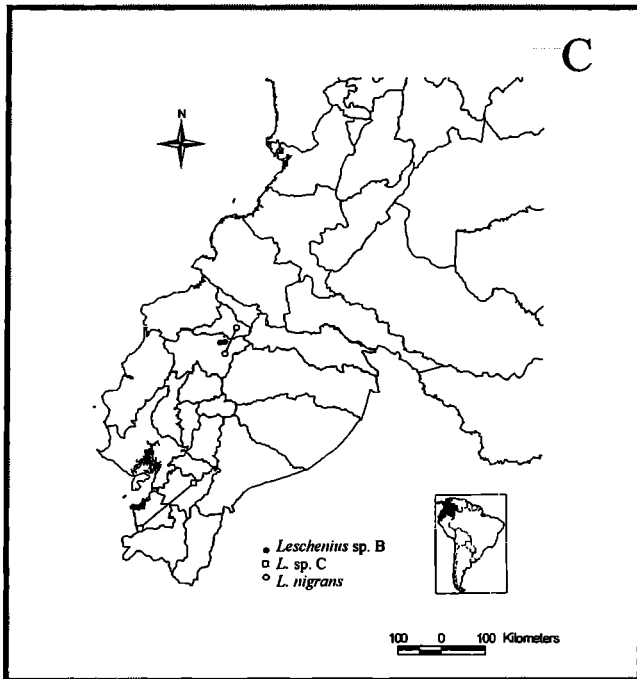 C
N
Leschenius sp. B
L. sp. C
L. nigrans
100 0 100 Kilometers